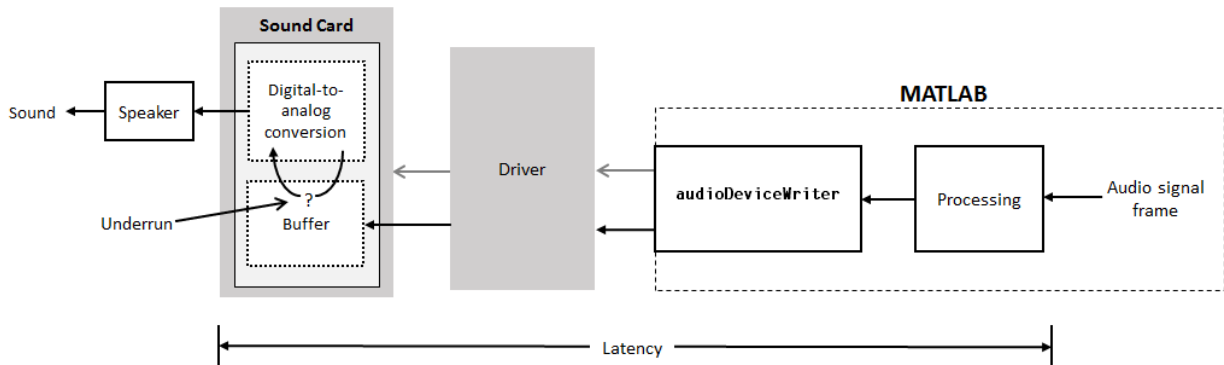 Sound Card
Sound
Speaker
Digital-to-
analog
conversion
?
Buffer
Underrun
Driver
MATLAB
audioDeviceWriter
Processing
Audio signal
frame
Latency